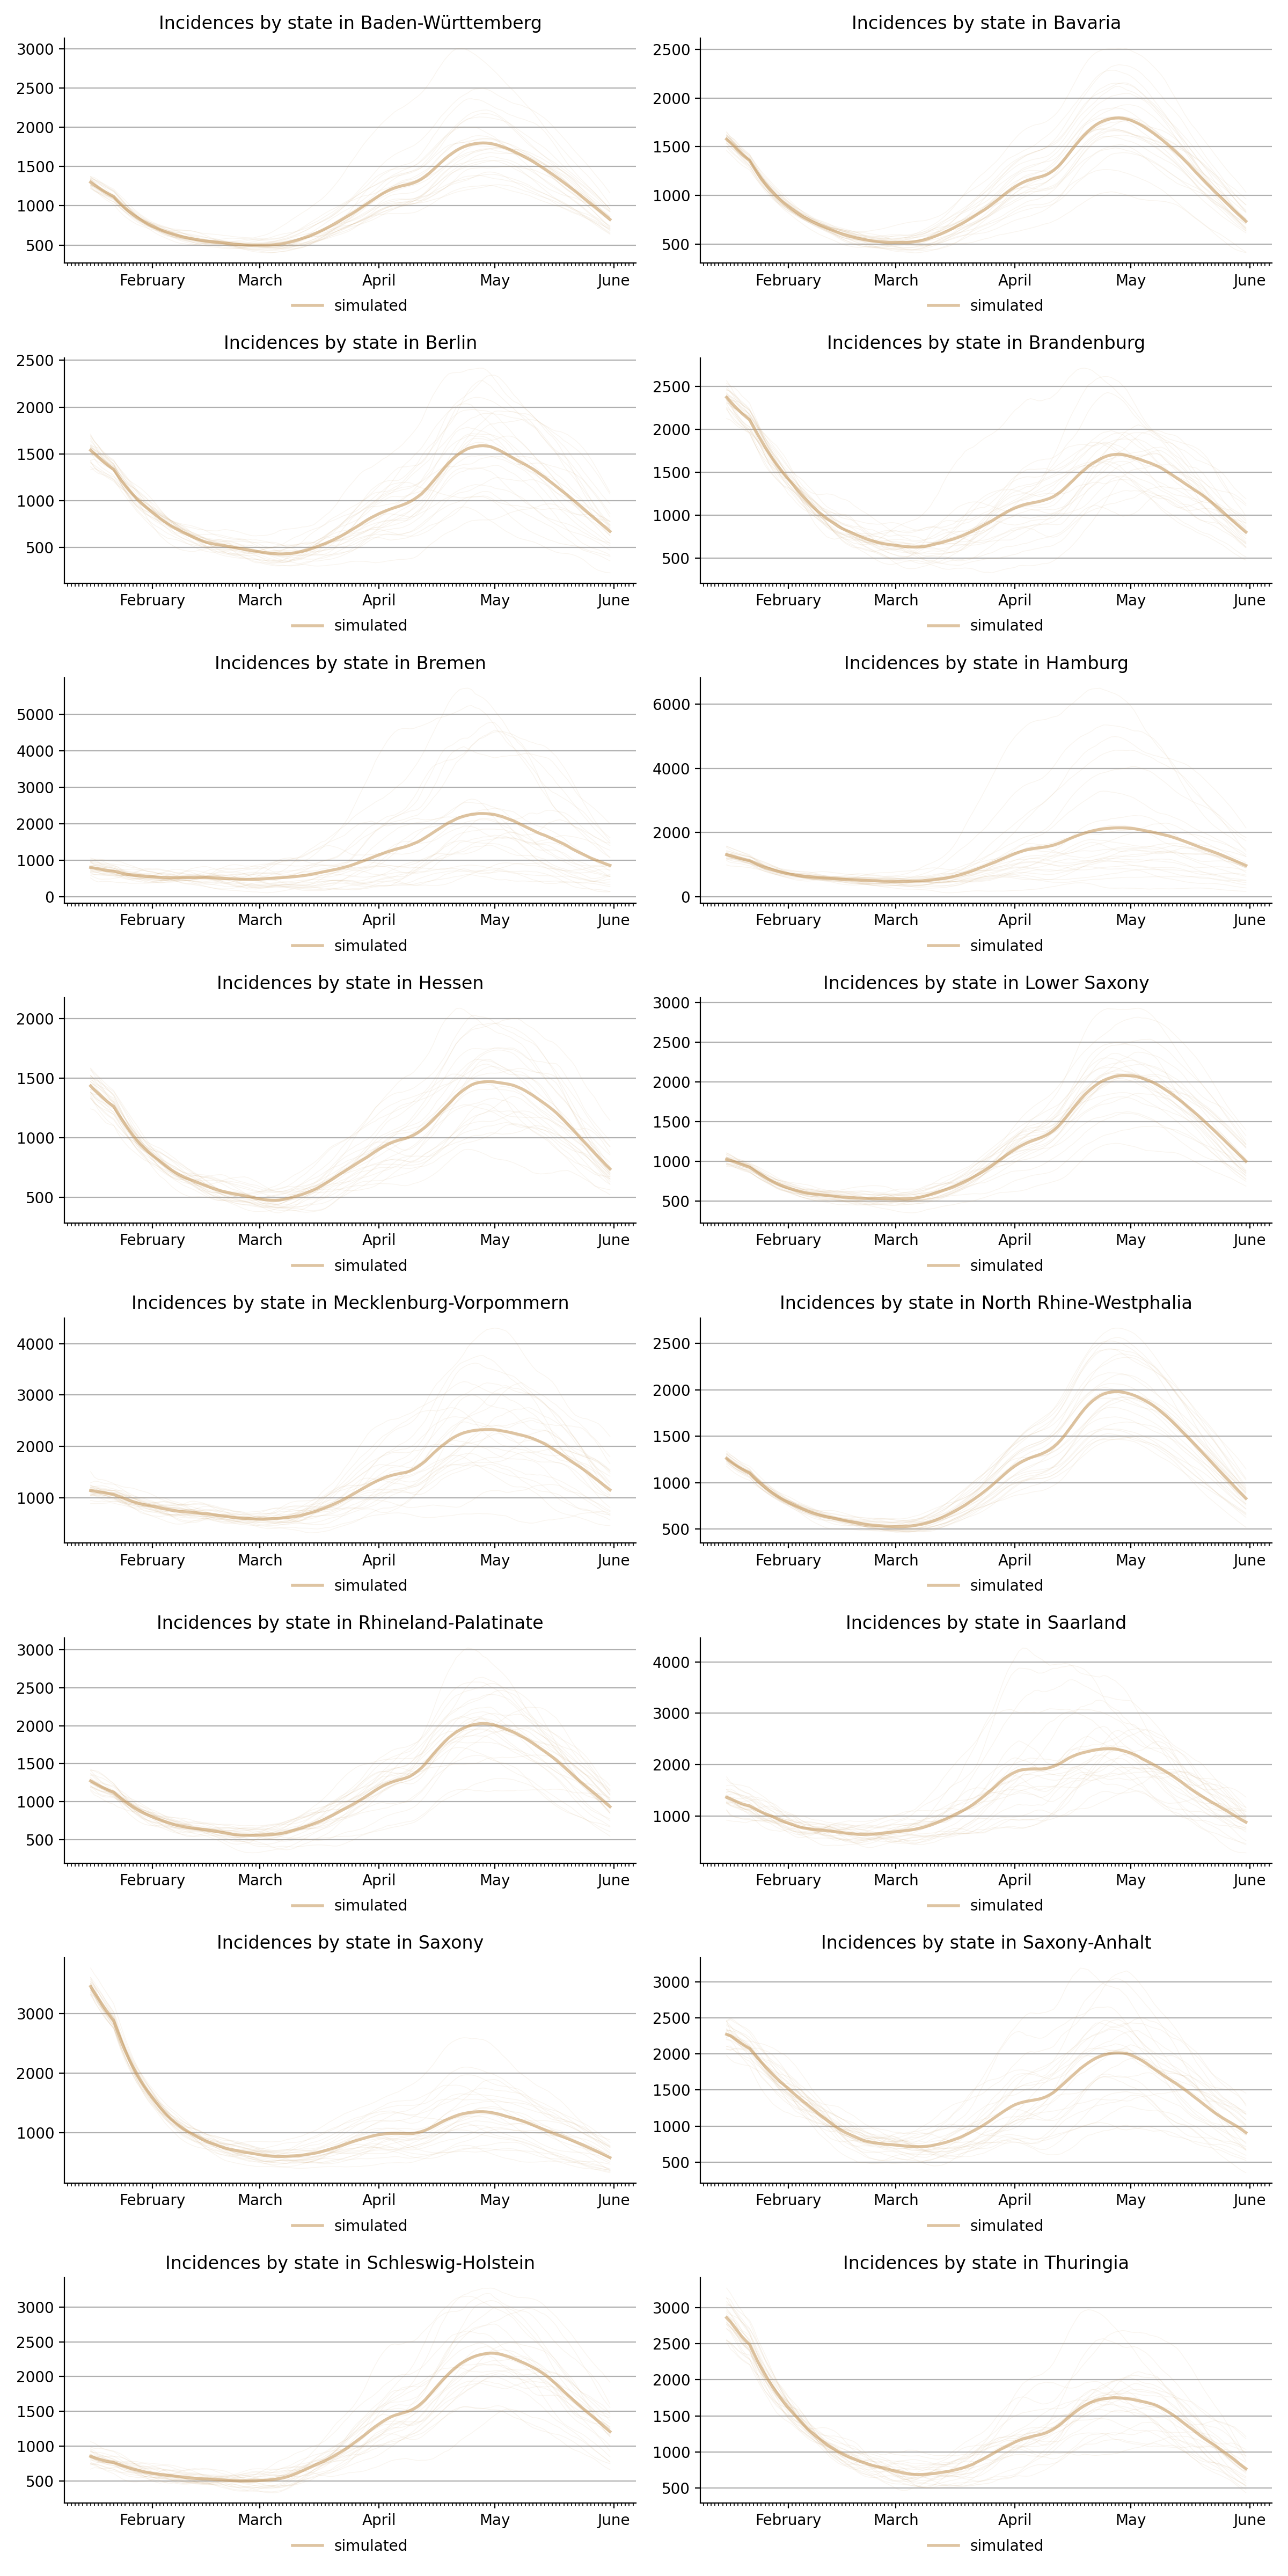 Incidences by state in Baden-Württemberg
3000
2500
2000
1500
1000
500
February March April May June
simulated
Incidences by state in Bavaria
2500
2000
1500
1000
500
February March April May June
simulated
Incidences by state in Berlin
2500
2000
1500
1000
500
February March April May June
simulated
Incidences by state in Brandenburg
2500
2000
1500
1000
500
February March April May June
simulated
Incidences by state in Bremen
5000
4000
3000
2000
1000
0
February March April May June
simulated
Incidences by state in Hamburg
6000
4000
2000
0
February March April May June
simulated
Incidences by state in Hessen
2000
1500
1000
500
February March April May June
simulated
Incidences by state in Lower Saxony
3000
2500
2000
1500
1000
500
February March April May June
simulated
Incidences by state in Mecklenburg-Vorpommern
4000
3000
2000
1000
February March April May June
simulated
Incidences by state in North Rhine-Westphalia
2500
2000
1500
1000
500
February March April May June
simulated
Incidences by state in Rhineland-Palatinate
3000
2500
2000
1500
1000
500
February March April May June
simulated
Incidences by state in Saarland
4000
3000
2000
1000
February March April May June
simulated
Incidences by state in Saxony
3000
2000
1000
February March April May June
simulated
Incidences by state in Saxony-Anhalt
3000
2500
2000
1500
1000
500
February March April May June
simulated
Incidences by state in Schleswig-Holstein
3000
2500
2000
1500
1000
500
February March April May June
simulated
Incidences by state in Thuringia
3000
2500
2000
1500
1000
500
February March April May June
simulated